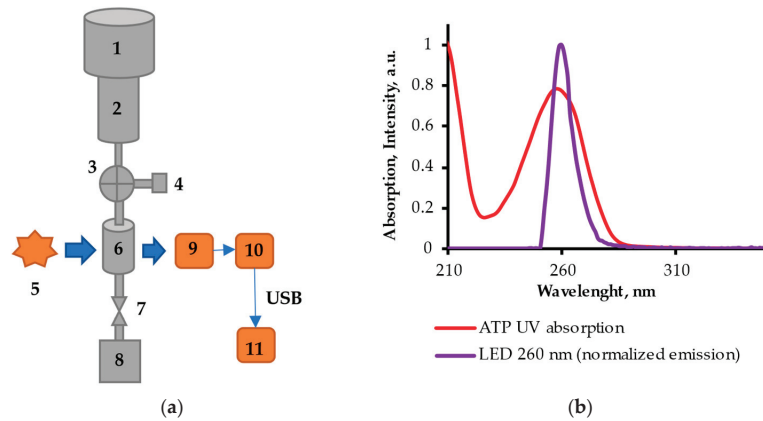 1
2
3
4
5
6
7
8
9
10
USB
11
(a)
Absorption, Intensity, a.u.
1
0.8
0.6
0.4
0.2
0
210
260
310
Wavelenght, nm
ATP UV absorption
LED 260 nm (normalized emission)
(b)